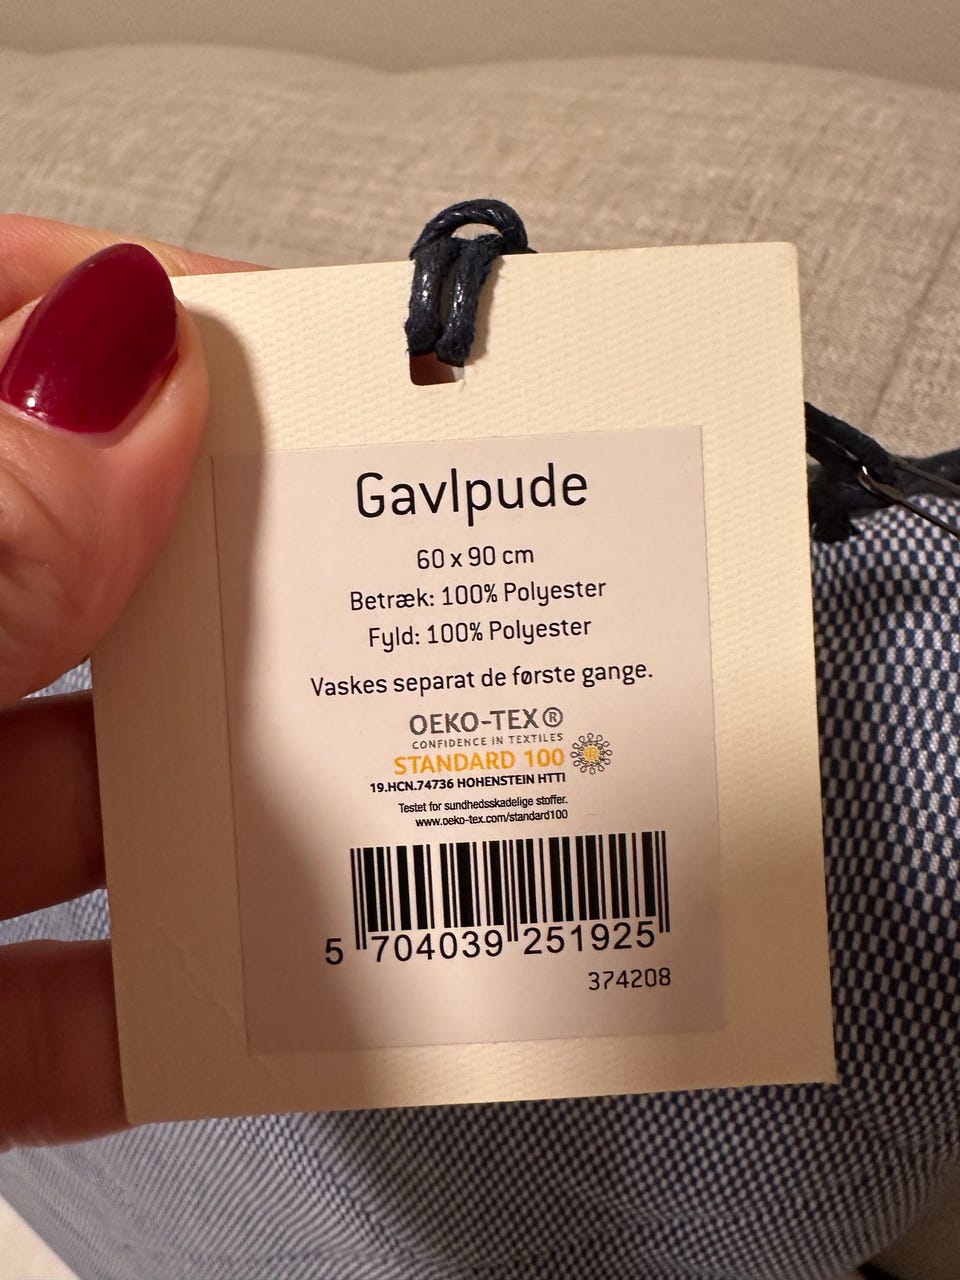 Gavlpude
60 x 90 cm
Betræk: 100% Polyester
Fyld: 100% Polyester
Vaskes separat de første gange.
OEKO-TEX®
CONFIDENCE IN TEXTILES
STANDARD 100
19.HCN.74736 HOHENSTEIN HTTI
Testet for sundhedsskadelige stoffer.
www.oeko-tex.com/standard100
5 704039 251925
374208